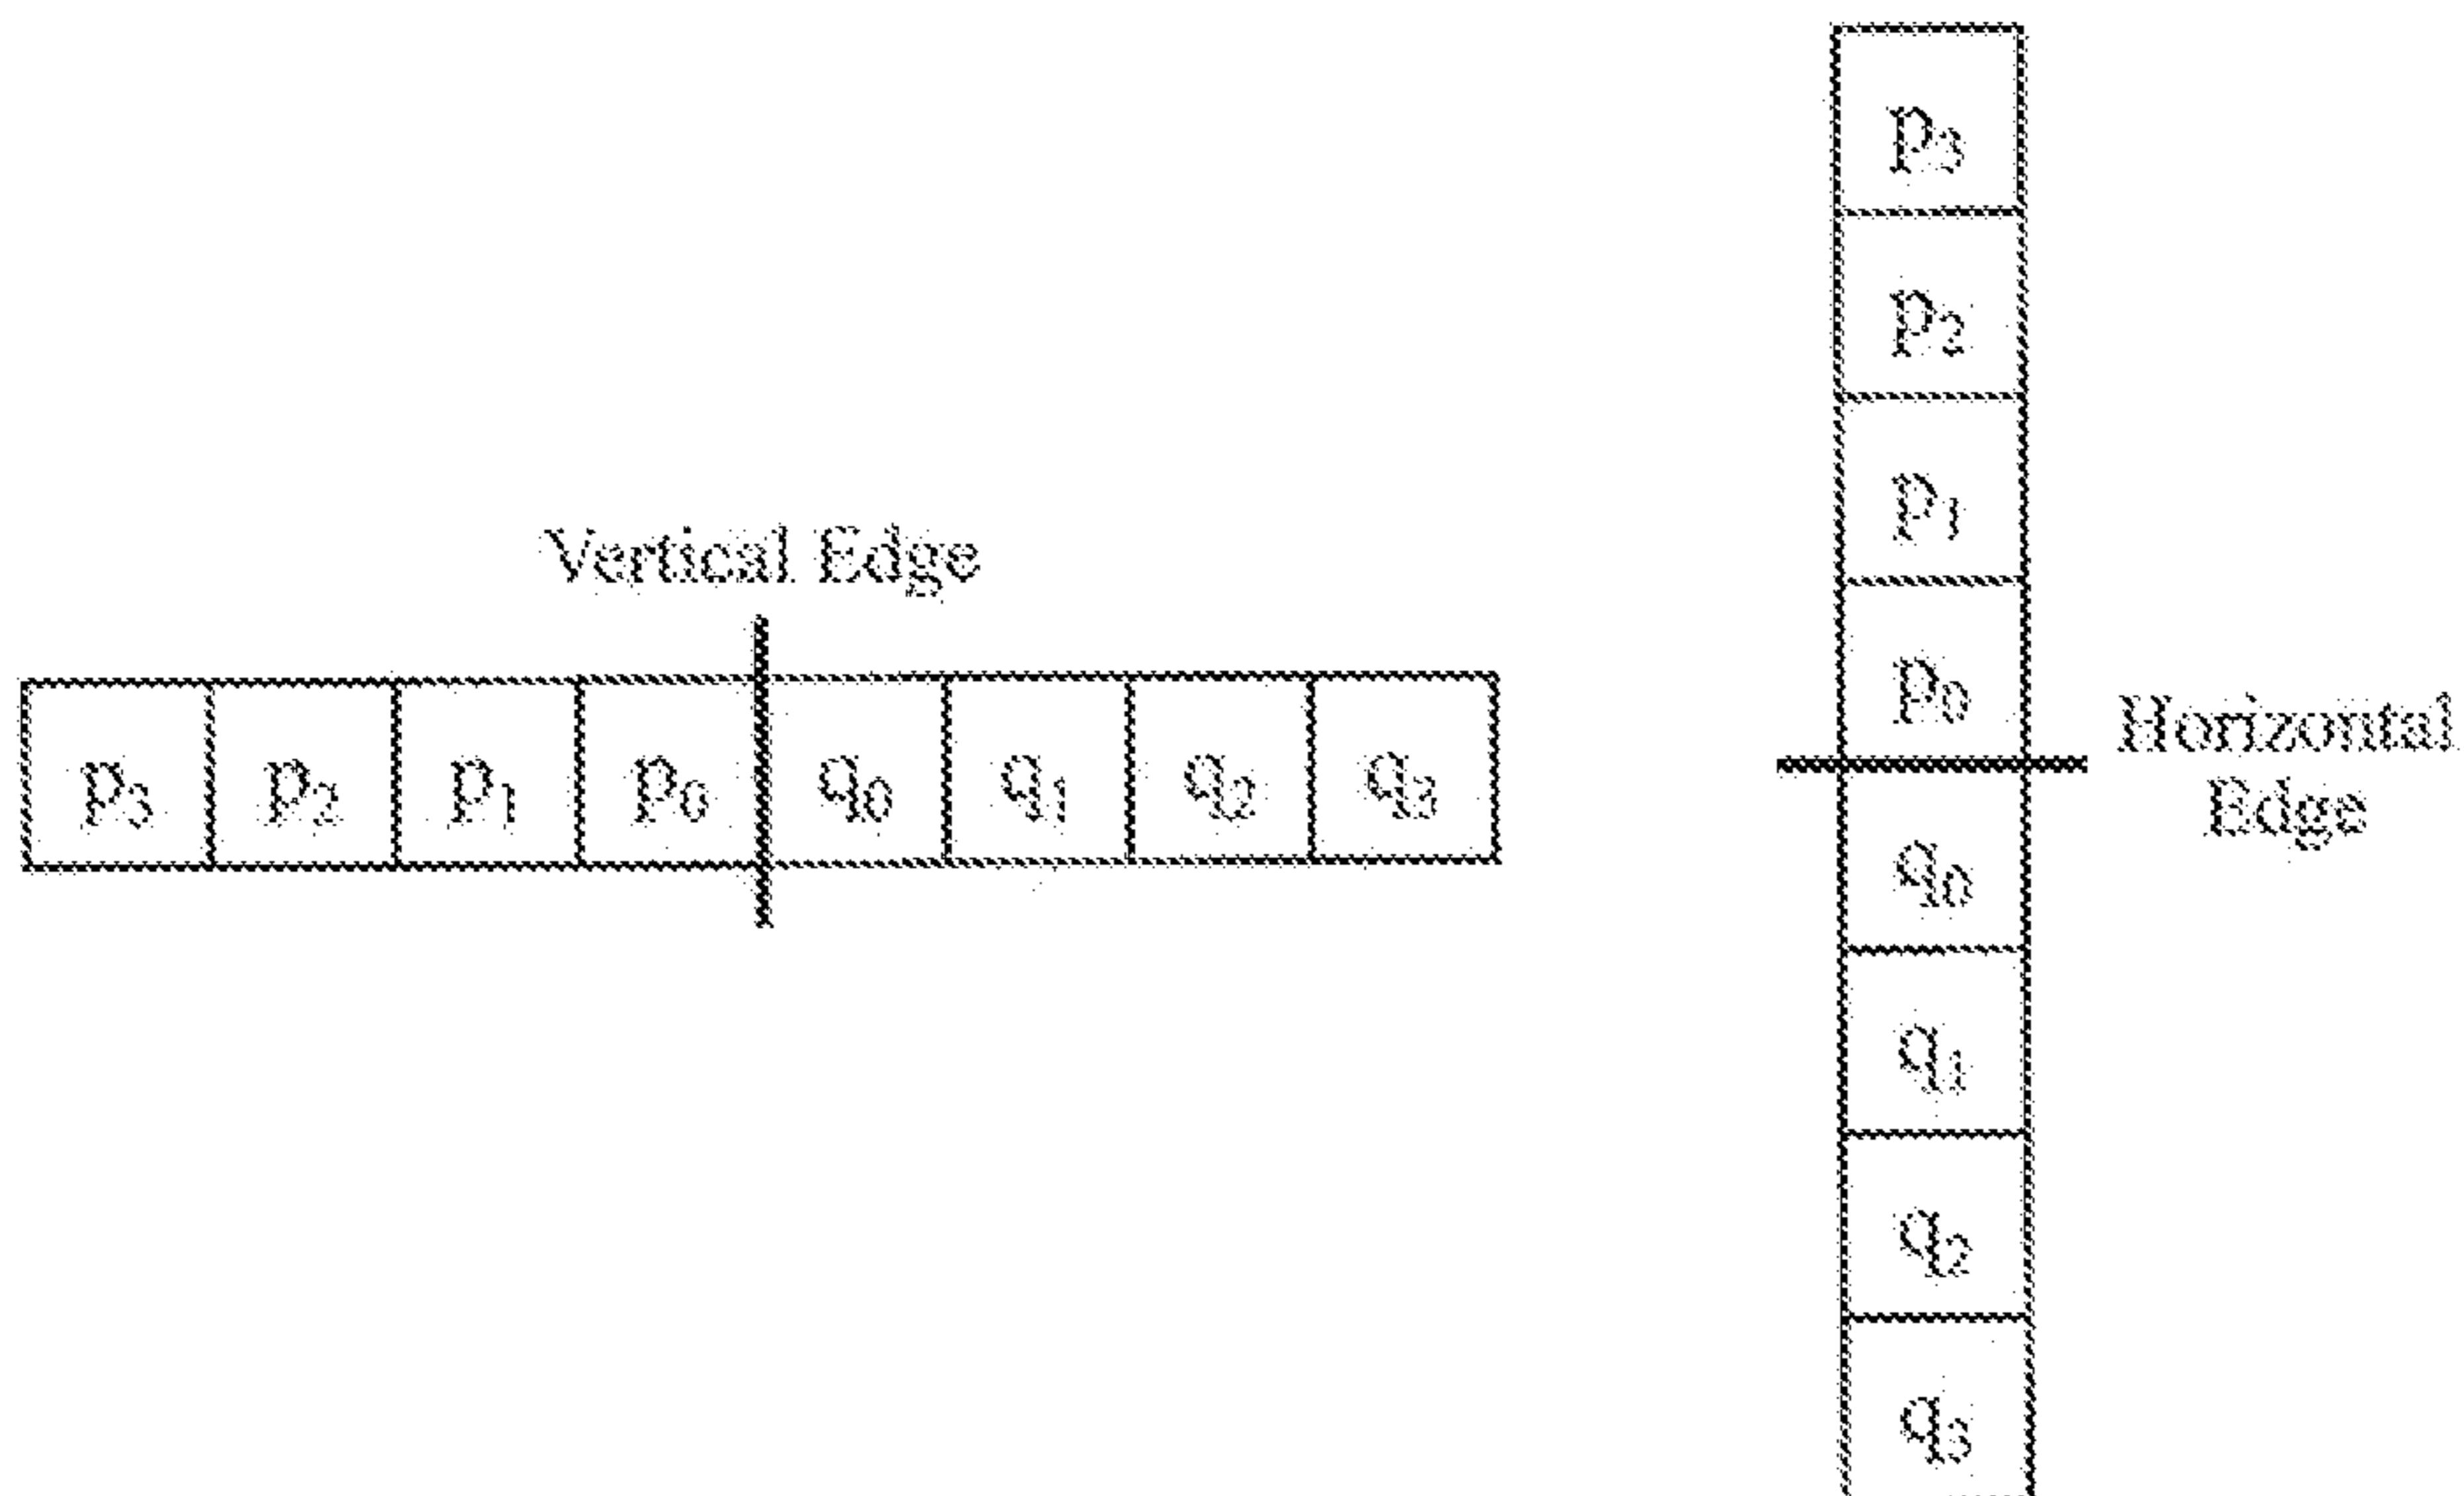 Vertical Edge
p₃ p₂ p₁ p₀ q₀ q₁ q₂ q₃
p₃
p₂
p₁
p₀
Horizontal
Edge
q₀
q₁
q₂
q₃